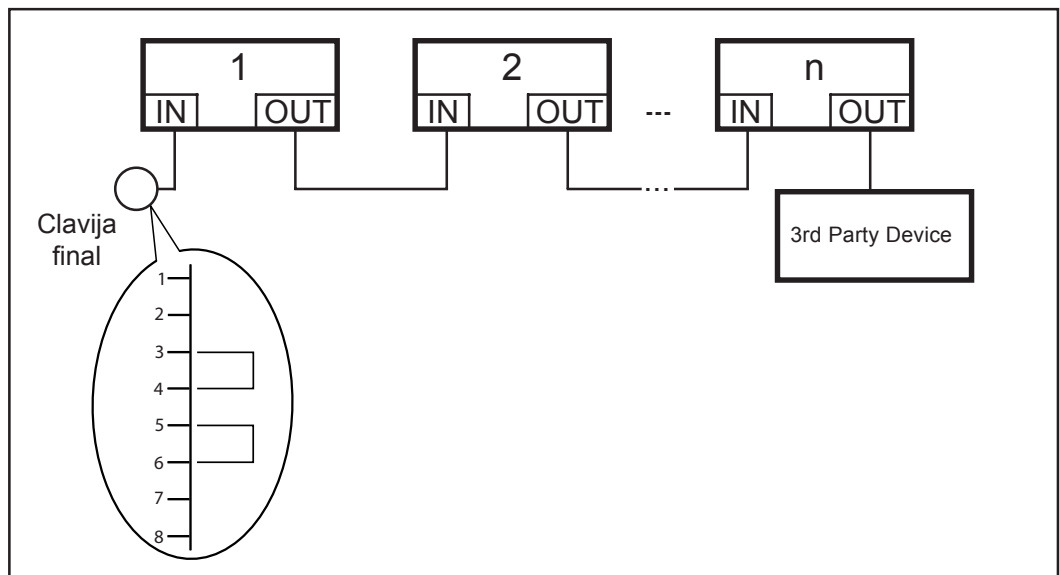 1
IN OUT
2
IN OUT
---
n
IN OUT
...
Clavija
final
3rd Party Device
1
2
3
4
5
6
7
8